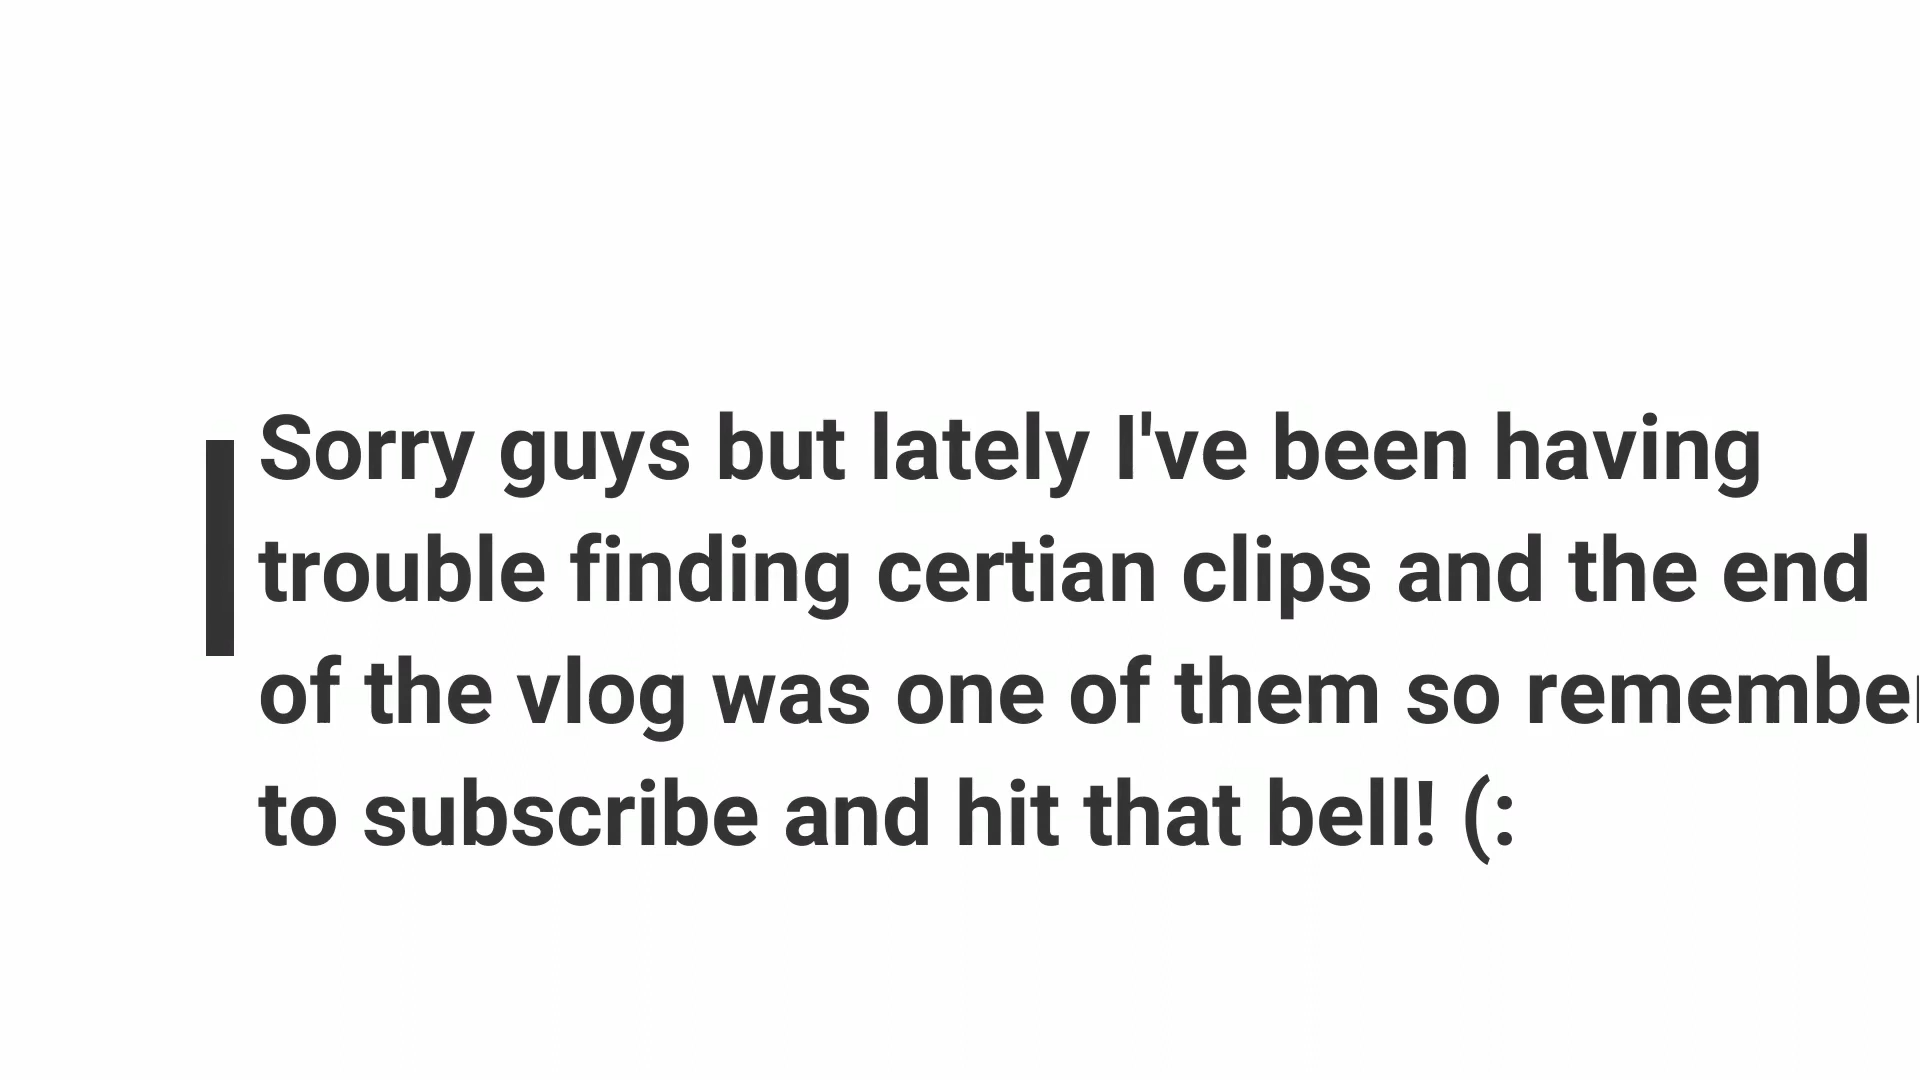 Sorry guys but lately I've been having
trouble finding certian clips and the end
of the vlog was one of them so remember
to subscribe and hit that bell! (: